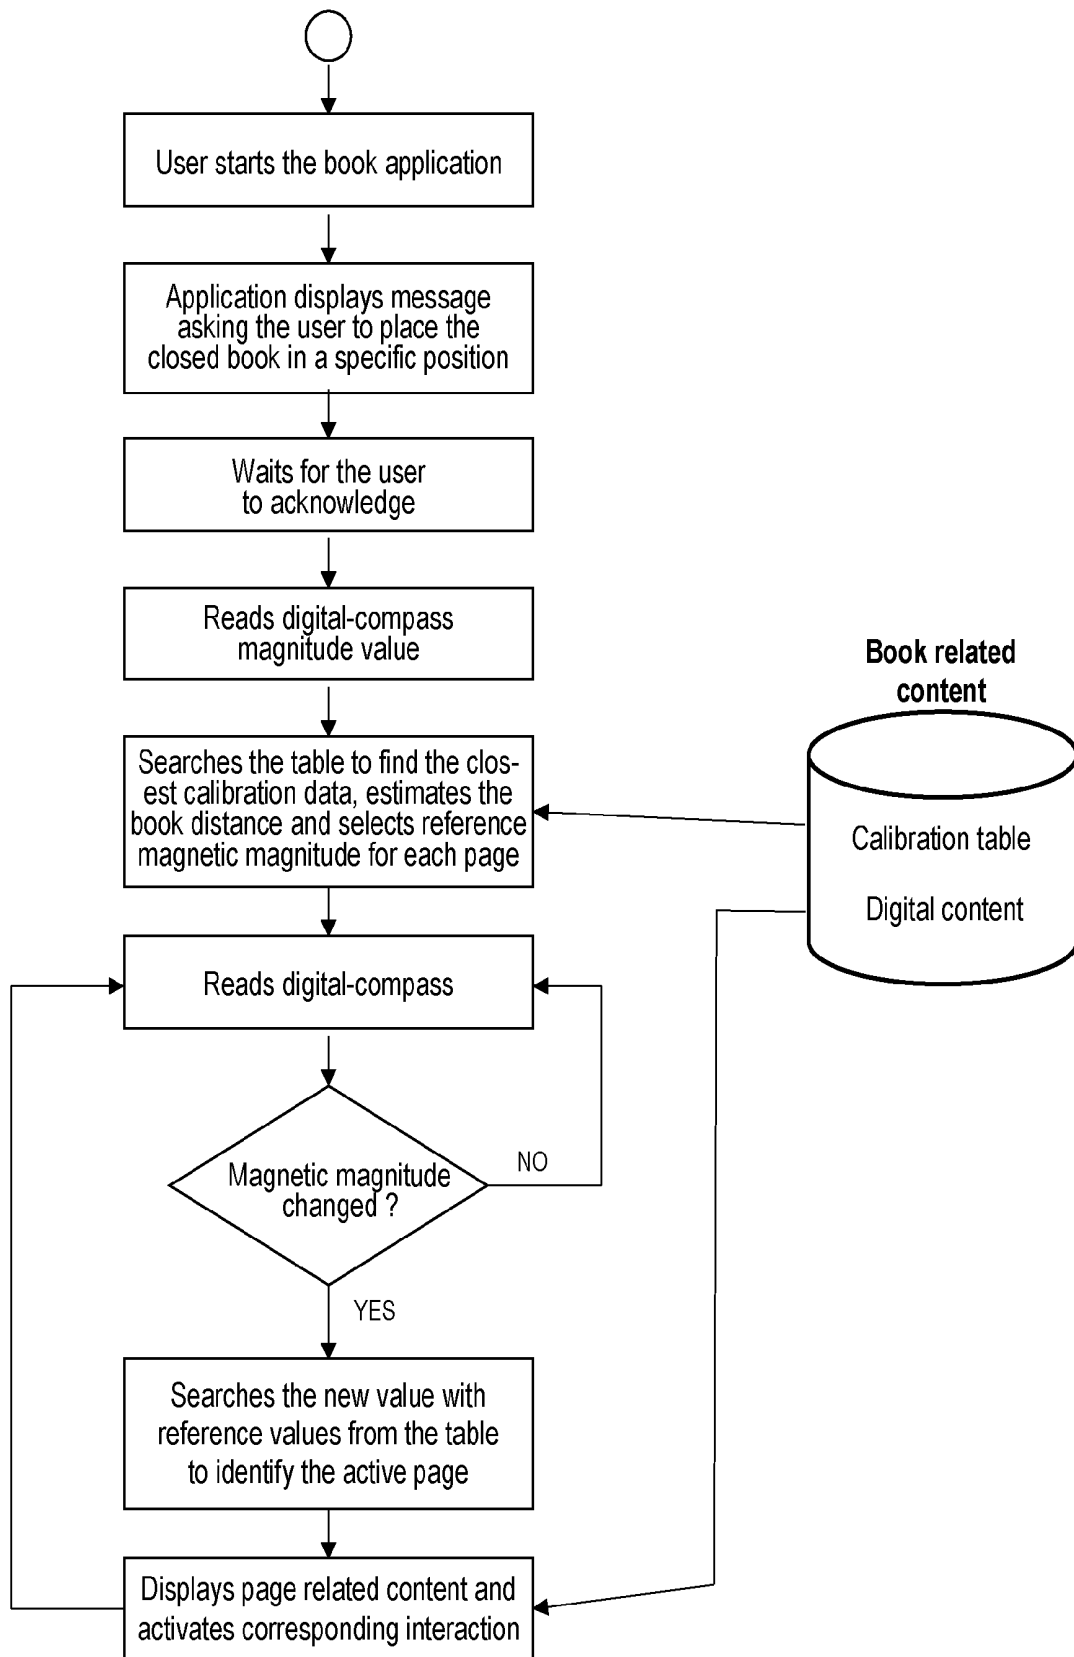 User starts the book application
Application displays message
asking the user to place the
closed book in a specific position
Waits for the user
to acknowledge
Reads digital-compass
magnitude value
Searches the table to find the clos-
est calibration data, estimates the
book distance and selects reference
magnetic magnitude for each page
Book related
content
Calibration table
Digital content
Reads digital-compass
Magnetic magnitude
changed ?
NO
YES
Searches the new value with
reference values from the table
to identify the active page
Displays page related content and
activates corresponding interaction